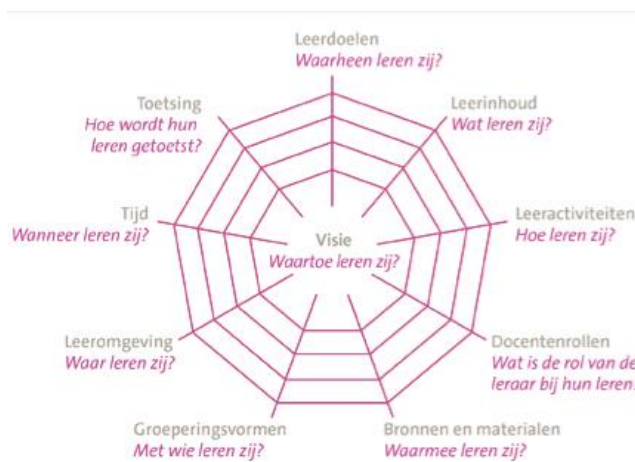 Leerdoelen
Waarheen leren zij?
Leerinhoud
Wat leren zij?
Leeractiviteiten
Hoe leren zij?
Docentenrollen
Wat is de rol van de
leraar bij hun leren?
Bronnen en materialen
Waarmee leren zij?
Groeperingsvormen
Met wie leren zij?
Leeromgeving
Waar leren zij?
Tijd
Wanneer leren zij?
Toetsing
Hoe wordt hun
leren getoetst?
Visie
Waartoe leren zij?